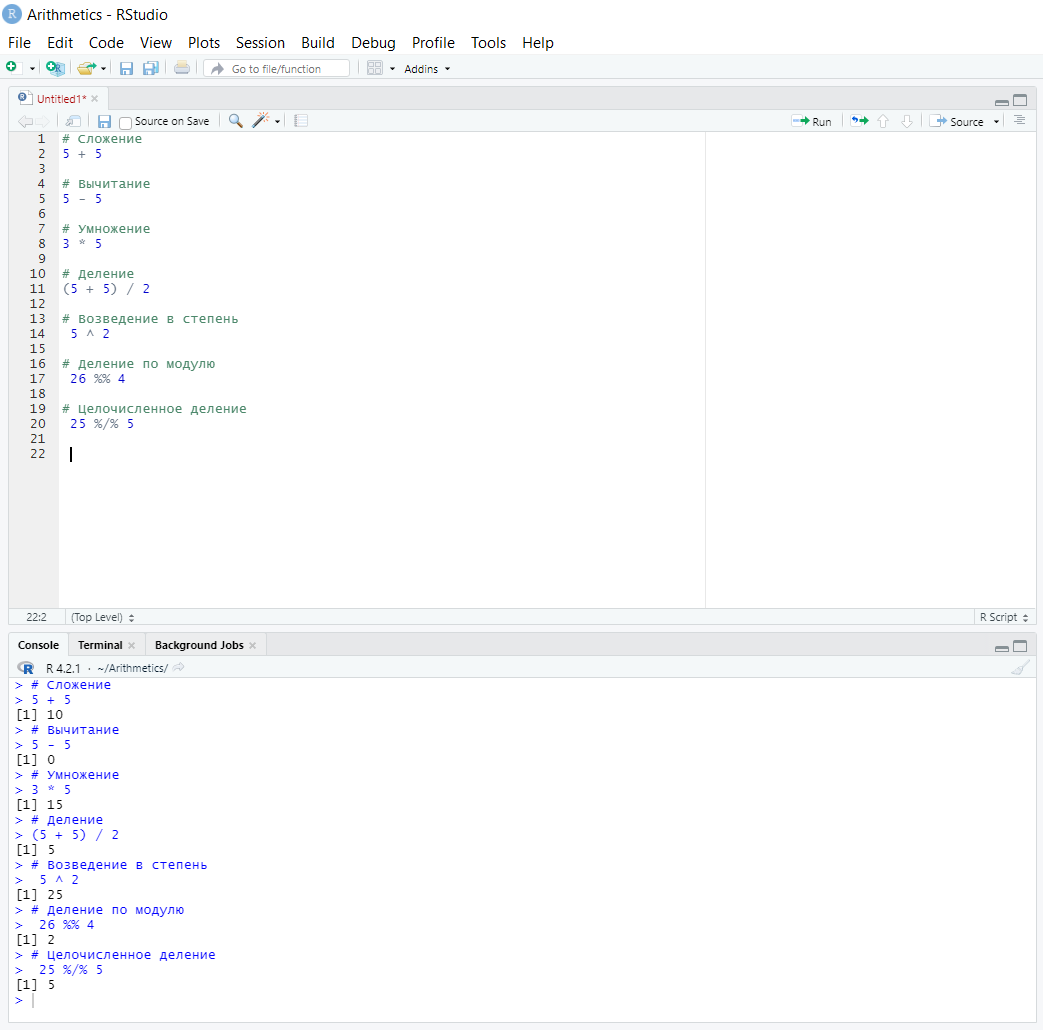 Arithmetics - RStudio
File Edit Code View Plots Session Build Debug Profile Tools Help
Go to file/function Addins
Untitled1*
Source on Save Run Source
1 # Сложение
2 5 + 5
3
4 # Вычитание
5 5 - 5
6
7 # Умножение
8 3 * 5
9
10 # Деление
11 (5 + 5) / 2
12
13 # Возведение в степень
14 5 ^ 2
15
16 # Деление по модулю
17 26 %% 4
18
19 # Целочисленное деление
20 25 %/% 5
21
22
22:2 (Top Level) R Script
Console Terminal Background Jobs
R 4.2.1 · ~/Arithmetics/
> # Сложение
> 5 + 5
[1] 10
> # Вычитание
> 5 - 5
[1] 0
> # Умножение
> 3 * 5
[1] 15
> # Деление
> (5 + 5) / 2
[1] 5
> # Возведение в степень
> 5 ^ 2
[1] 25
> # Деление по модулю
> 26 %% 4
[1] 2
> # Целочисленное деление
> 25 %/% 5
[1] 5
>